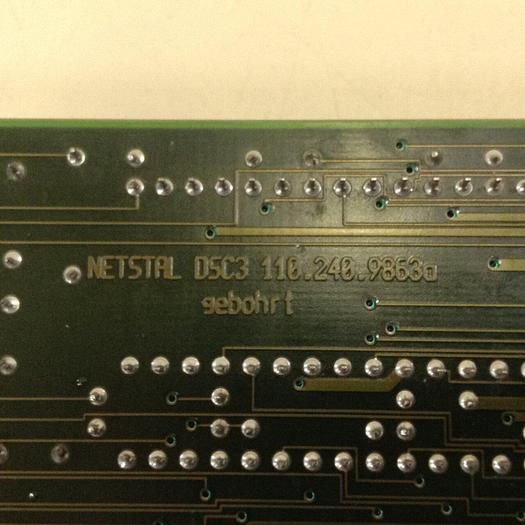 NETSTAL DSC3 110.240.9863a
gebohrt